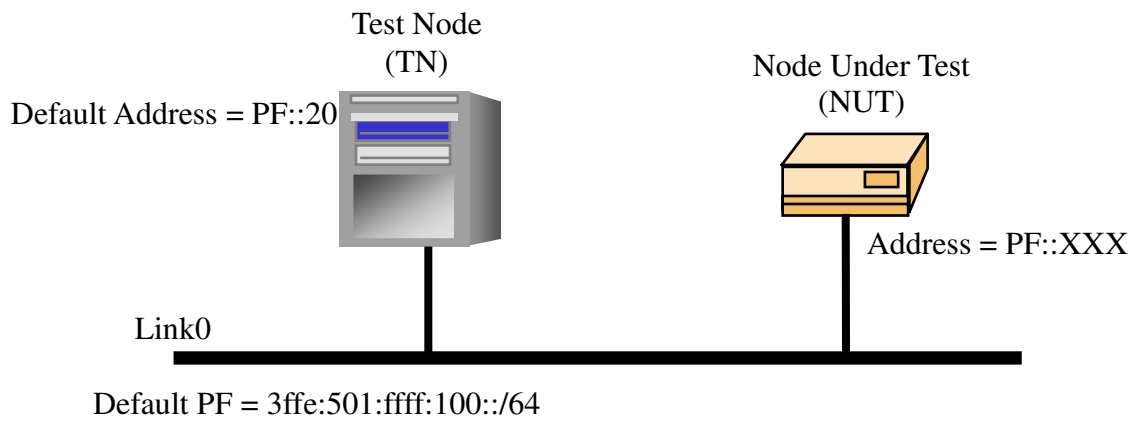 Test Node
(TN)
Node Under Test
(NUT)
Default Address = PF::20
Address = PF::XXX
Link0
Default PF = 3ffe:501:ffff:100::/64